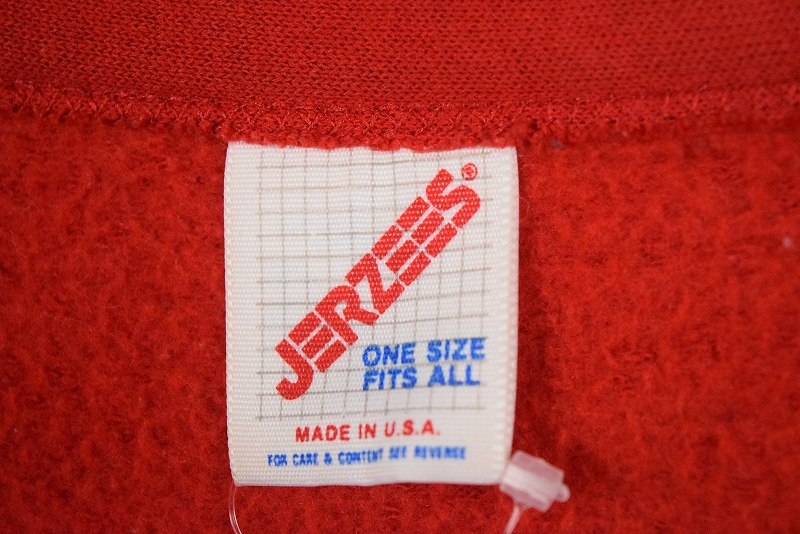 JERZEES®
ONE SIZE
FITS ALL
MADE IN U.S.A.
FOR CARE & CONTENT SEE REVERSE